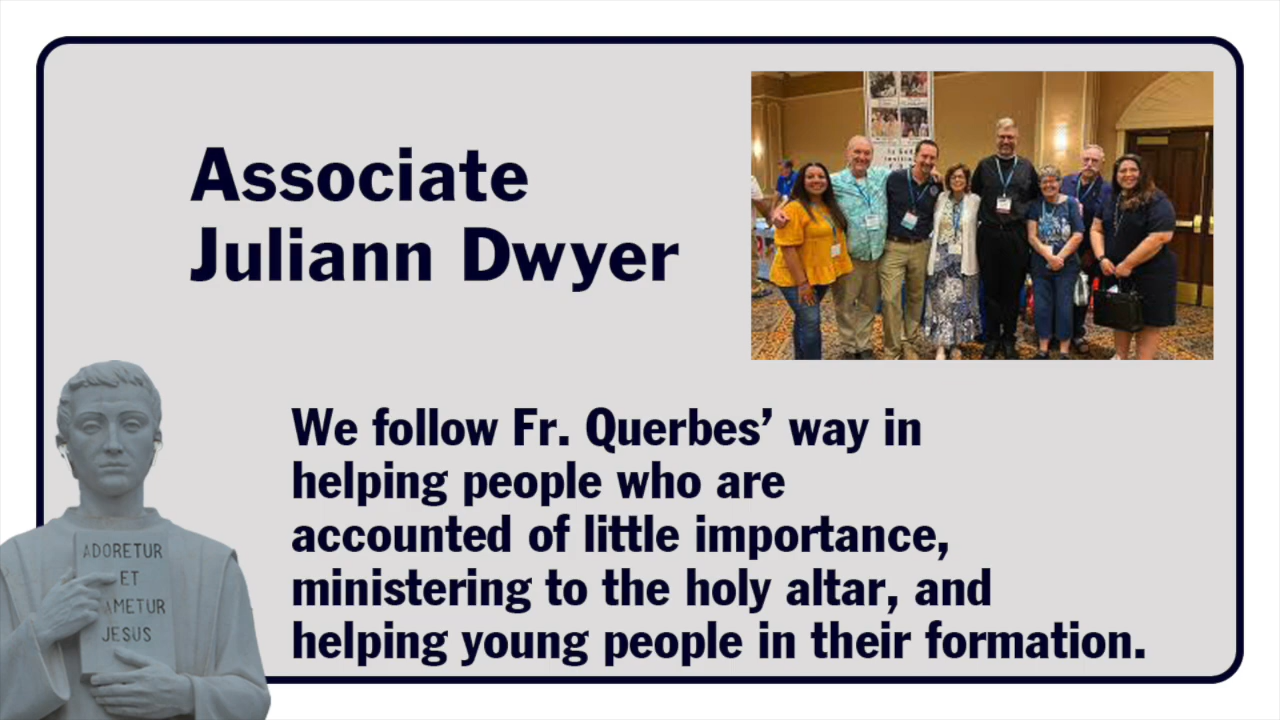 Associate
Juliann Dwyer
We follow Fr. Querbes’ way in
helping people who are
accounted of little importance,
ministering to the holy altar, and
helping young people in their formation.
ADORETUR
ET
AMETUR
JESUS